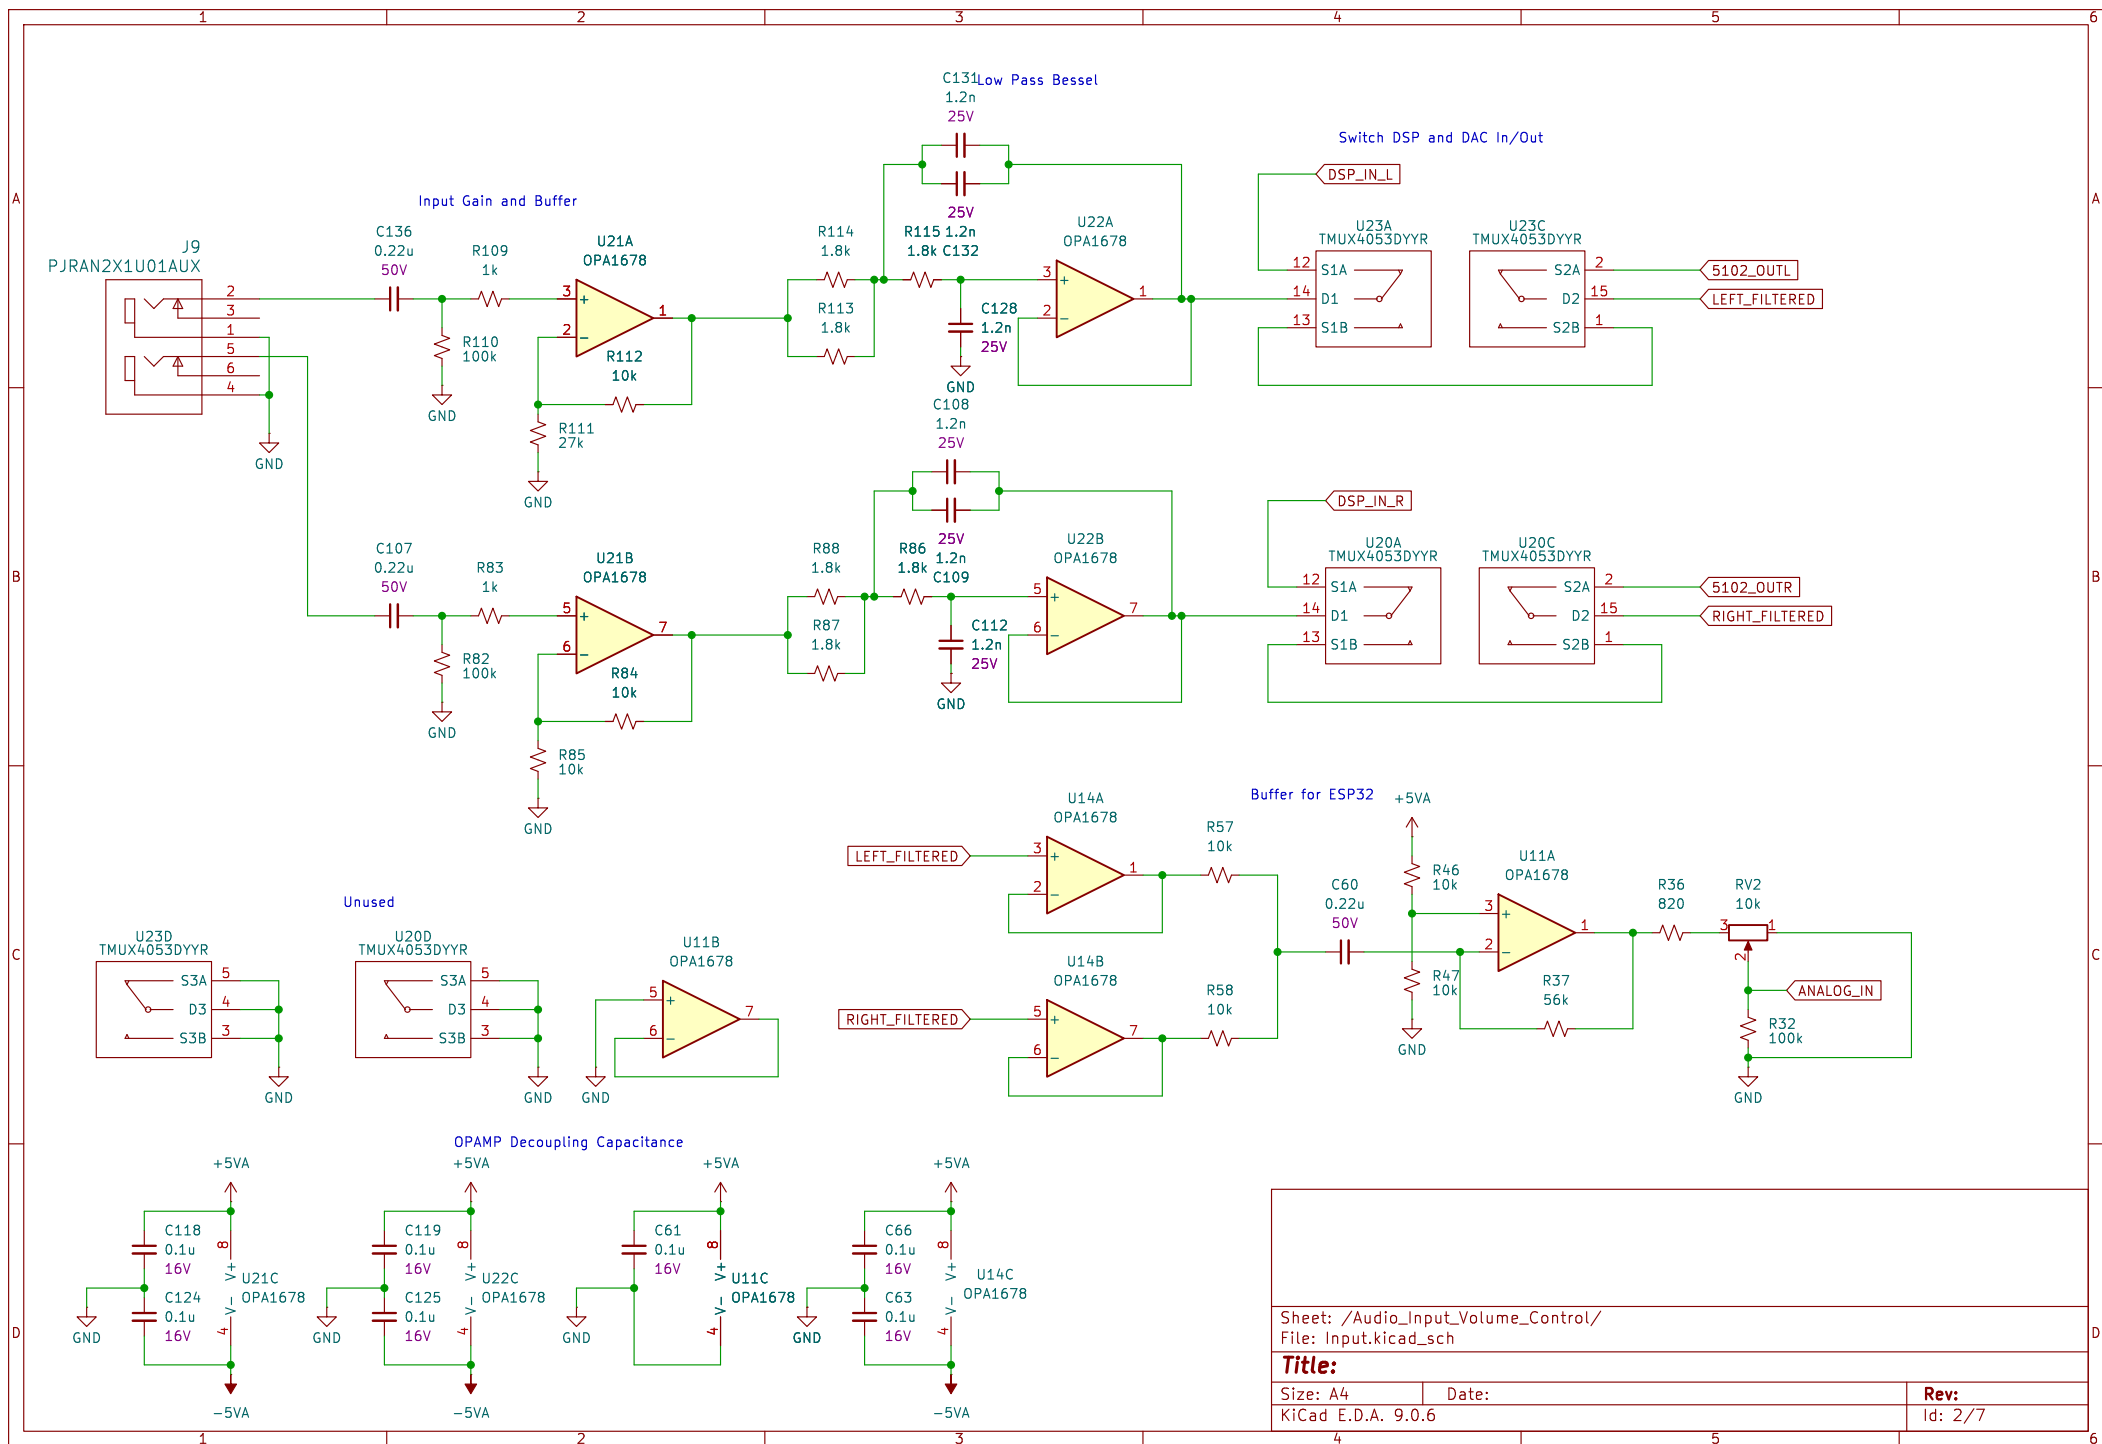 1 2 3 4 5 6
A
B
C
D
Low Pass Bessel
Switch DSP and DAC In/Out
Input Gain and Buffer
J9
PJRAN2X1U01AUX
2
3
1
5
6
4
GND
C136
0.22u
50V
R109
1k
R110
100k
GND
U21A
OPA1678
3
+
2
−
1
R112
10k
R111
27k
GND
R114
1.8k
R113
1.8k
C131
1.2n
25V
25V
1.2n
C132
R115
1.8k
C128
1.2n
25V
GND
U22A
OPA1678
3
+
2
−
1
DSP_IN_L
U23A
TMUX4053DYYR
12 S1A
14 D1
13 S1B
U23C
TMUX4053DYYR
S2A 2
D2 15
S2B 1
5102_OUTL
LEFT_FILTERED
C107
0.22u
50V
R83
1k
R82
100k
GND
U21B
OPA1678
5
+
6
−
7
R84
10k
R85
10k
GND
R88
1.8k
R87
1.8k
C108
1.2n
25V
25V
1.2n
C109
R86
1.8k
C112
1.2n
25V
GND
U22B
OPA1678
5
+
6
−
7
DSP_IN_R
U20A
TMUX4053DYYR
12 S1A
14 D1
13 S1B
U20C
TMUX4053DYYR
S2A 2
D2 15
S2B 1
5102_OUTR
RIGHT_FILTERED
Unused
U23D
TMUX4053DYYR
S3A 5
D3 4
S3B 3
GND
U20D
TMUX4053DYYR
S3A 5
D3 4
S3B 3
GND
U11B
OPA1678
5
+
6
−
7
GND
Buffer for ESP32
U14A
OPA1678
LEFT_FILTERED
3
+
2
−
1
R57
10k
U14B
OPA1678
RIGHT_FILTERED
5
+
6
−
7
R58
10k
C60
0.22u
50V
+5VA
R46
10k
R47
10k
GND
U11A
OPA1678
3
+
2
−
1
R37
56k
R36
820
RV2
10k
3
1
2
ANALOG_IN
R32
100k
GND
OPAMP Decoupling Capacitance
+5VA
C118
0.1u
16V
C124
0.1u
16V
GND
8
V+
V−
4
U21C
OPA1678
−5VA
+5VA
C119
0.1u
16V
C125
0.1u
16V
GND
8
V+
V−
4
U22C
OPA1678
−5VA
+5VA
C61
0.1u
16V
GND
8
V+
V−
4
U11C
OPA1678
+5VA
C66
0.1u
16V
C63
0.1u
16V
GND
8
V+
V−
4
U14C
OPA1678
−5VA
Sheet: /Audio_Input_Volume_Control/
File: Input.kicad_sch
Title:
Size: A4 Date: Rev:
KiCad E.D.A. 9.0.6 Id: 2/7
A
B
C
D
1 2 3 4 5 6